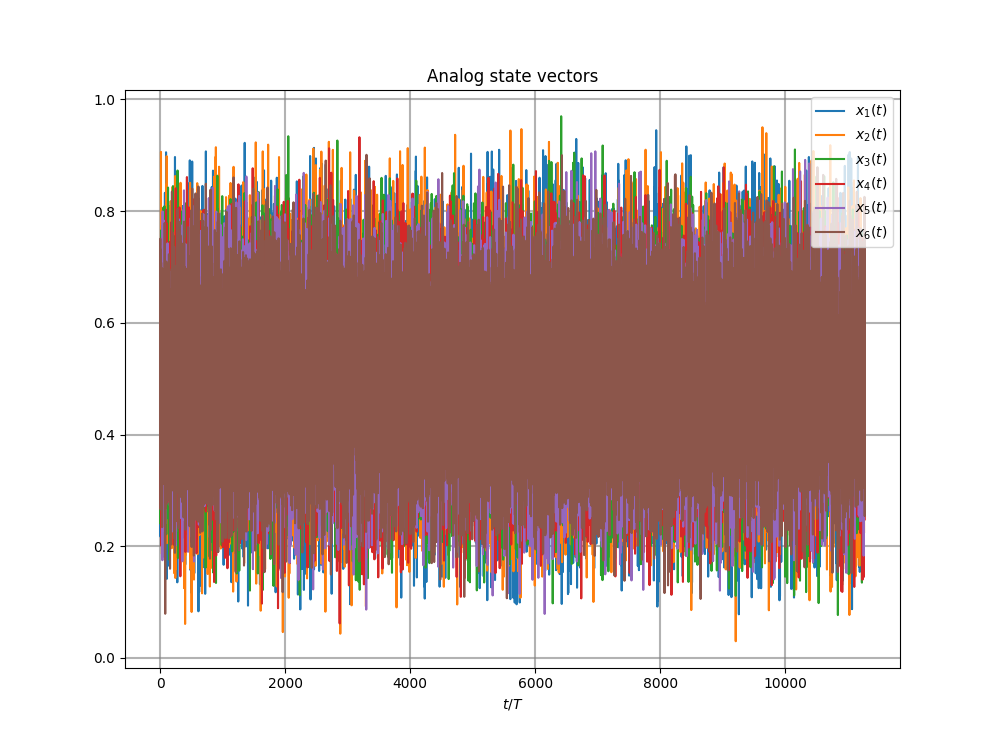 Analog state vectors
1.0
0.8
0.6
0.4
0.2
0.0
0 2000 4000 6000 8000 10000
t/T
x₁(t)
x₂(t)
x₃(t)
x₄(t)
x₅(t)
x₆(t)